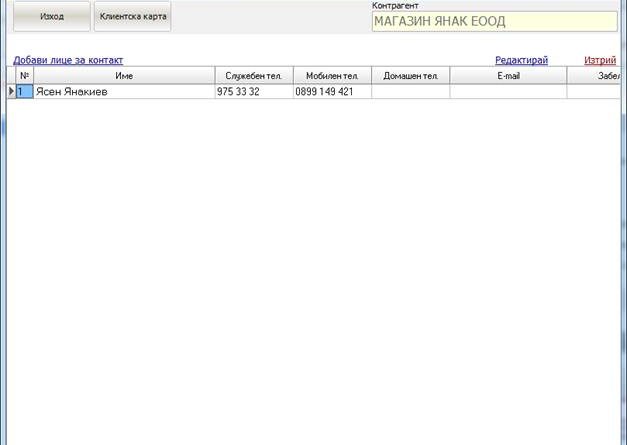 Изход
Клиентска карта
Контрагент
МАГАЗИН ЯНАК ЕООД
Добави лице за контакт Редактирай Изтрий
№ Име Служебен тел. Мобилен тел. Домашен тел. E-mail Забел
1 Ясен Янакиев 975 33 32 0899 149 421